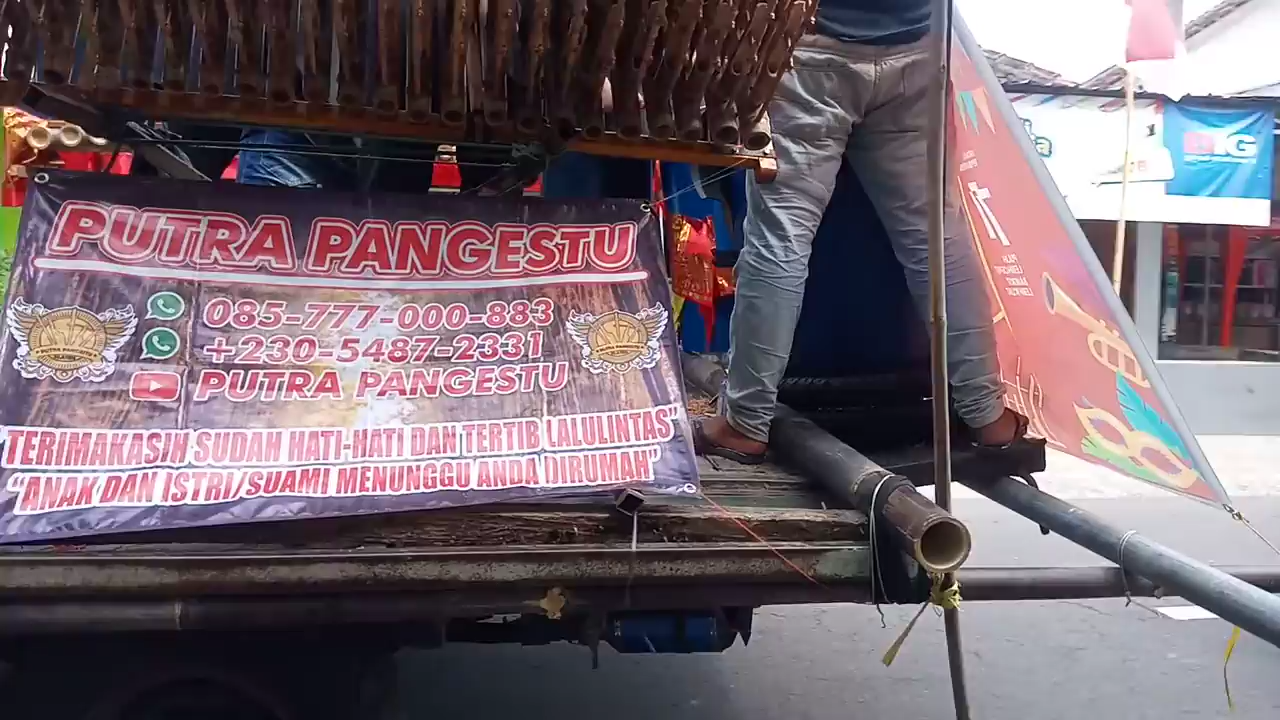 PUTRA PANGESTU
085-777-000-883
+230-5487-2331
PUTRA PANGESTU
TERIMAKASIH SUDAH HATI-HATI DAN TERTIB LALULINTAS"
"ANAK DAN ISTRI/SUAMI MENUNGGU ANDA DIRUMAH"